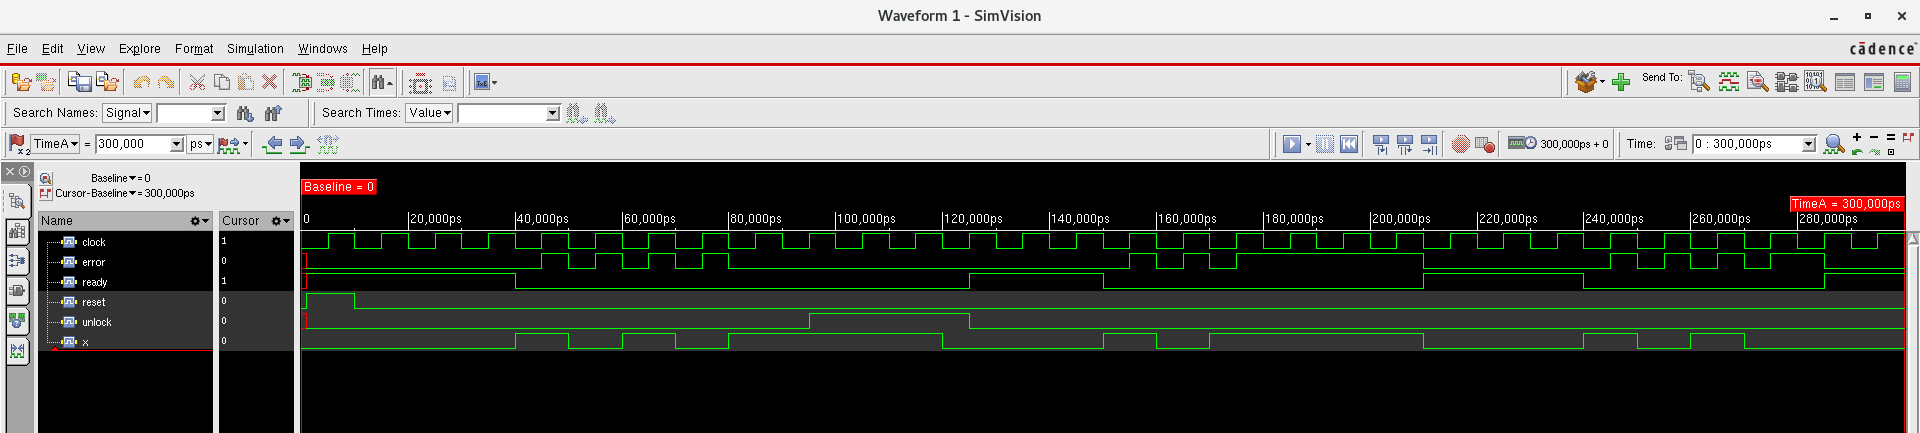 Waveform 1 - SimVision
File Edit View Explore Format Simulation Windows Help
cādence
Send To:
Search Names: Signal Search Times: Value
x2 TimeA = 300,000 ps 300,000ps + 0 Time: 0 : 300,000ps
Baseline = 0
Cursor-Baseline = 300,000ps
Baseline = 0
TimeA = 300,000ps
Name Cursor 0 20,000ps 40,000ps 60,000ps 80,000ps 100,000ps 120,000ps 140,000ps 160,000ps 180,000ps 200,000ps 220,000ps 240,000ps 260,000ps 280,000ps
clock 1
error 0
ready 1
reset 0
unlock 0
x 0